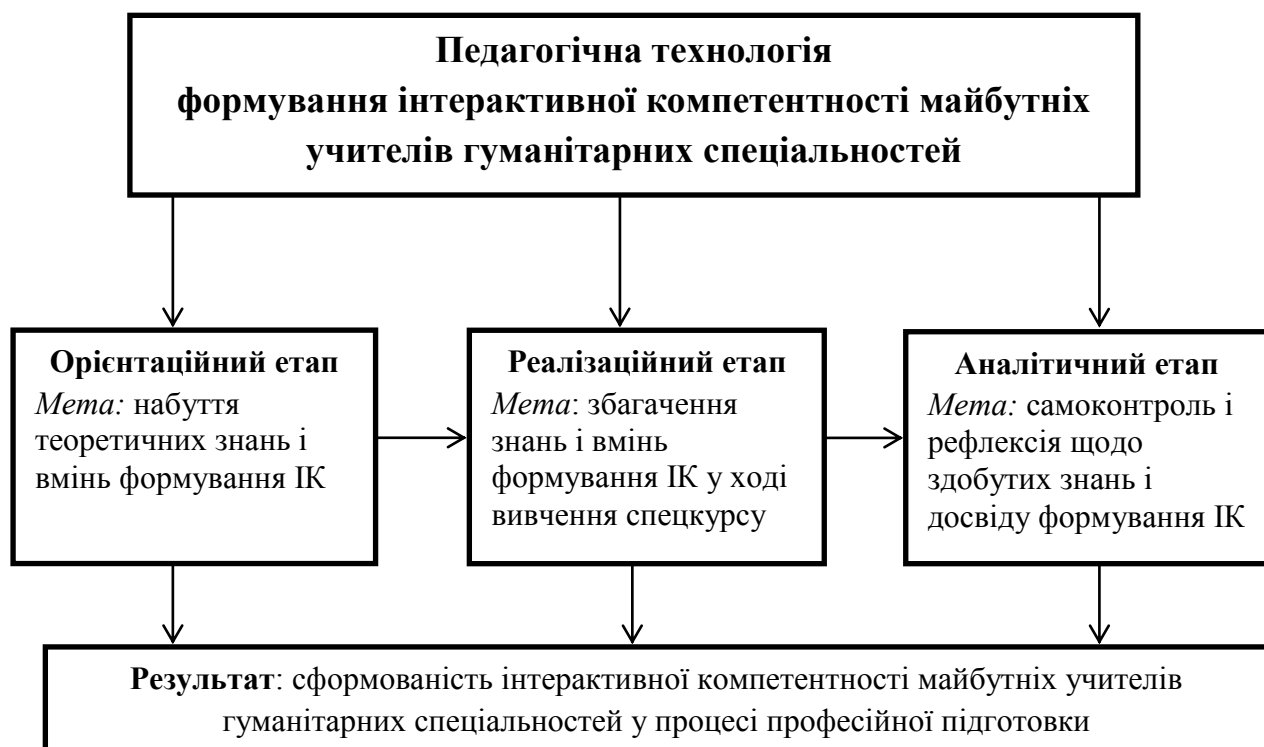 Педагогічна технологія
формування інтерактивної компетентності майбутніх
учителів гуманітарних спеціальностей
Орієнтаційний етап
Мета: набуття
теоретичних знань і
вмінь формування ІК
Реалізаційний етап
Мета: збагачення
знань і вмінь
формування ІК у ході
вивчення спецкурсу
Аналітичний етап
Мета: самоконтроль і
рефлексія щодо
здобутих знань і
досвіду формування ІК
Результат: сформованість інтерактивної компетентності майбутніх учителів
гуманітарних спеціальностей у процесі професійної підготовки